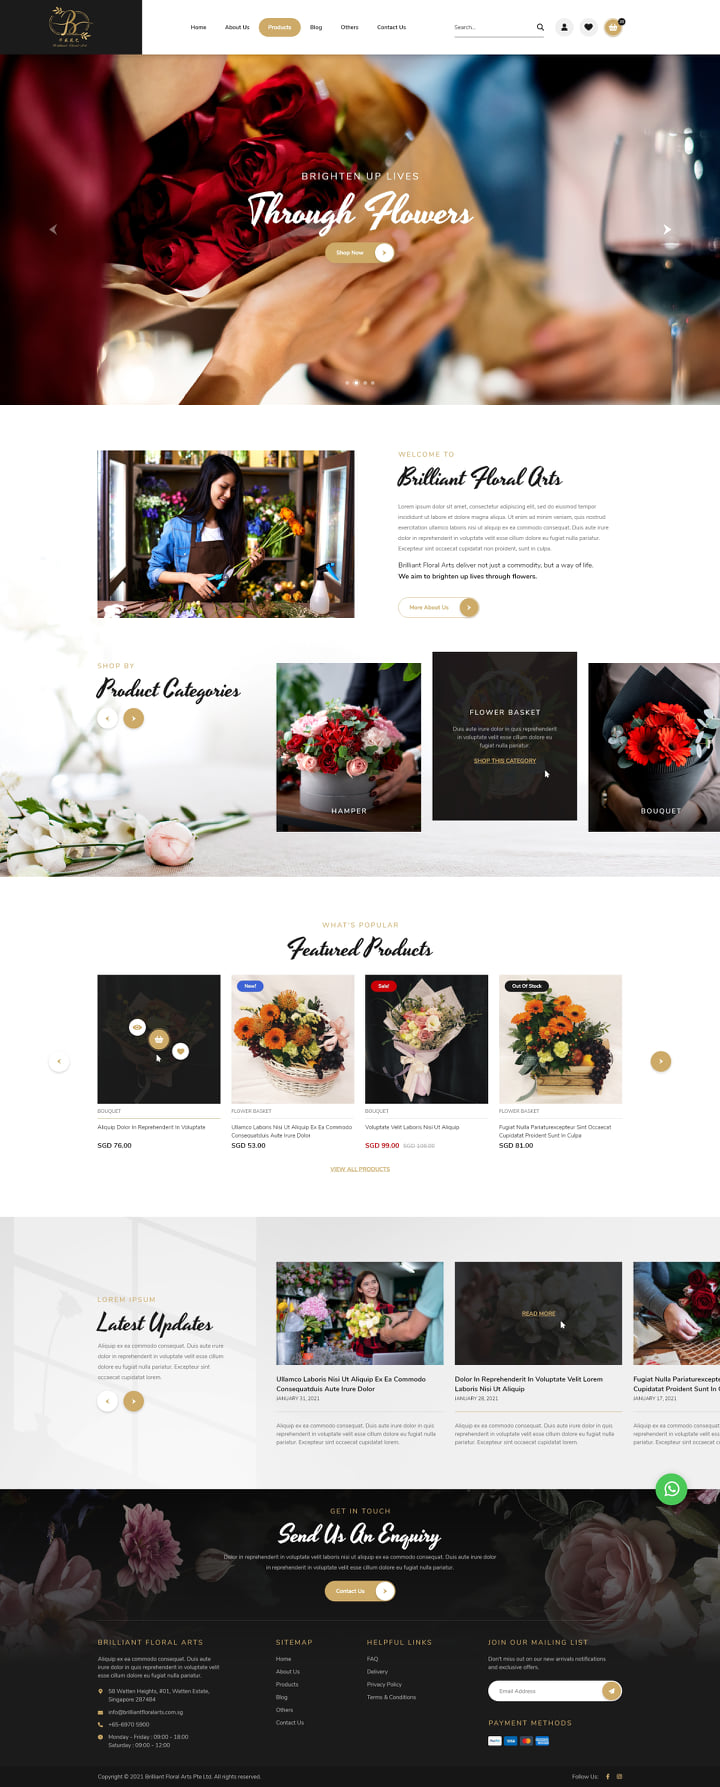 B
Brilliant Floral Arts
Home
About Us
Products
Blog
Others
Contact Us
Search...
BRIGHTEN UP LIVES
Through Flowers
Shop Now
WELCOME TO
Brilliant Floral Arts
Lorem ipsum dolor sit amet, consectetur adipiscing elit, sed do eiusmod tempor
incididunt ut labore et dolore magna aliqua. Ut enim ad minim veniam, quis nostrud
exercitation ullamco laboris nisi ut aliquip ex ea commodo consequat. Duis aute irure
dolor in reprehenderit in voluptate velit esse cillum dolore eu fugiat nulla pariatur.
Excepteur sint occaecat cupidatat non proident, sunt in culpa.
Brilliant Floral Arts deliver not just a commodity, but a way of life.
We aim to brighten up lives through flowers.
More About Us
SHOP BY
Product Categories
HAMPER
FLOWER BASKET
Duis aute irure dolor in quis reprehenderit
in voluptate velit esse cillum dolore eu
fugiat nulla pariatur.
SHOP THIS CATEGORY
BOUQUET
WHAT'S POPULAR
Featured Products
New!
Sale!
Out Of Stock
BOUQUET
Aliquip Dolor In Reprehenderit In Voluptate
SGD 76.00
FLOWER BASKET
Ullamco Laboris Nisi Ut Aliquip Ex Ea Commodo
Consequatduis Aute Irure Dolor
SGD 53.00
BOUQUET
Voluptate Velit Laboris Nisi Ut Aliquip
SGD 99.00
FLOWER BASKET
Fugiat Nulla Pariaturexcepteur Sint Occaecat
Cupidatat Proident Sunt In Culpa
SGD 81.00
VIEW ALL PRODUCTS
LOREM IPSUM
Latest Updates
Aliquip ex ea commodo consequat. Duis aute irure
dolor in reprehenderit in voluptate velit esse cillum
dolore eu fugiat nulla pariatur. Excepteur sint
occaecat cupidatat lorem.
Ullamco Laboris Nisi Ut Aliquip Ex Ea Commodo
Consequatduis Aute Irure Dolor
JANUARY 31, 2021
Aliquip ex ea commodo consequat. Duis aute irure dolor in quis
reprehenderit in voluptate velit esse cillum dolore eu fugiat nulla
pariatur. Excepteur sint occaecat cupidatat lorem.
READ MORE
Dolor In Reprehenderit In Voluptate Velit Lorem
Laboris Nisi Ut Aliquip
JANUARY 28, 2021
Aliquip ex ea commodo consequat. Duis aute irure dolor in quis
reprehenderit in voluptate velit esse cillum dolore eu fugiat nulla
pariatur. Excepteur sint occaecat cupidatat lorem.
Fugiat Nulla Pariaturexcepte
Cupidatat Proident Sunt In
JANUARY 17, 2021
Aliquip ex ea commodo consequat.
reprehenderit in voluptate velit esse
pariatur. Excepteur sint occaecat
GET IN TOUCH
Send Us An Enquiry
Dolor in reprehenderit in voluptate velit laboris nisi ut aliquip ex ea commodo consequat. Duis aute irure dolor
in reprehenderit in voluptate velit esse cillum dolore eu fugiat nulla pariatur.
Contact Us
BRILLIANT FLORAL ARTS
Aliquip ex ea commodo consequat. Duis aute
irure dolor in quis reprehenderit in voluptate velit
esse cillum dolore eu fugiat nulla pariatur.
58 Watten Heights, #01, Watten Estate,
Singapore 287484
info@brilliantfloralarts.com.sg
+65-6970 5900
Monday - Friday : 09:00 - 18:00
Saturday : 09:00 - 12:00
SITEMAP
Home
About Us
Products
Blog
Others
Contact Us
HELPFUL LINKS
FAQ
Delivery
Privacy Policy
Terms & Conditions
JOIN OUR MAILING LIST
Don't miss out on our new arrivals notifications
and exclusive offers.
Email Address
PAYMENT METHODS
PayPal
VISA
Copyright © 2021 Brilliant Floral Arts Pte Ltd. All rights reserved.
Follow Us: